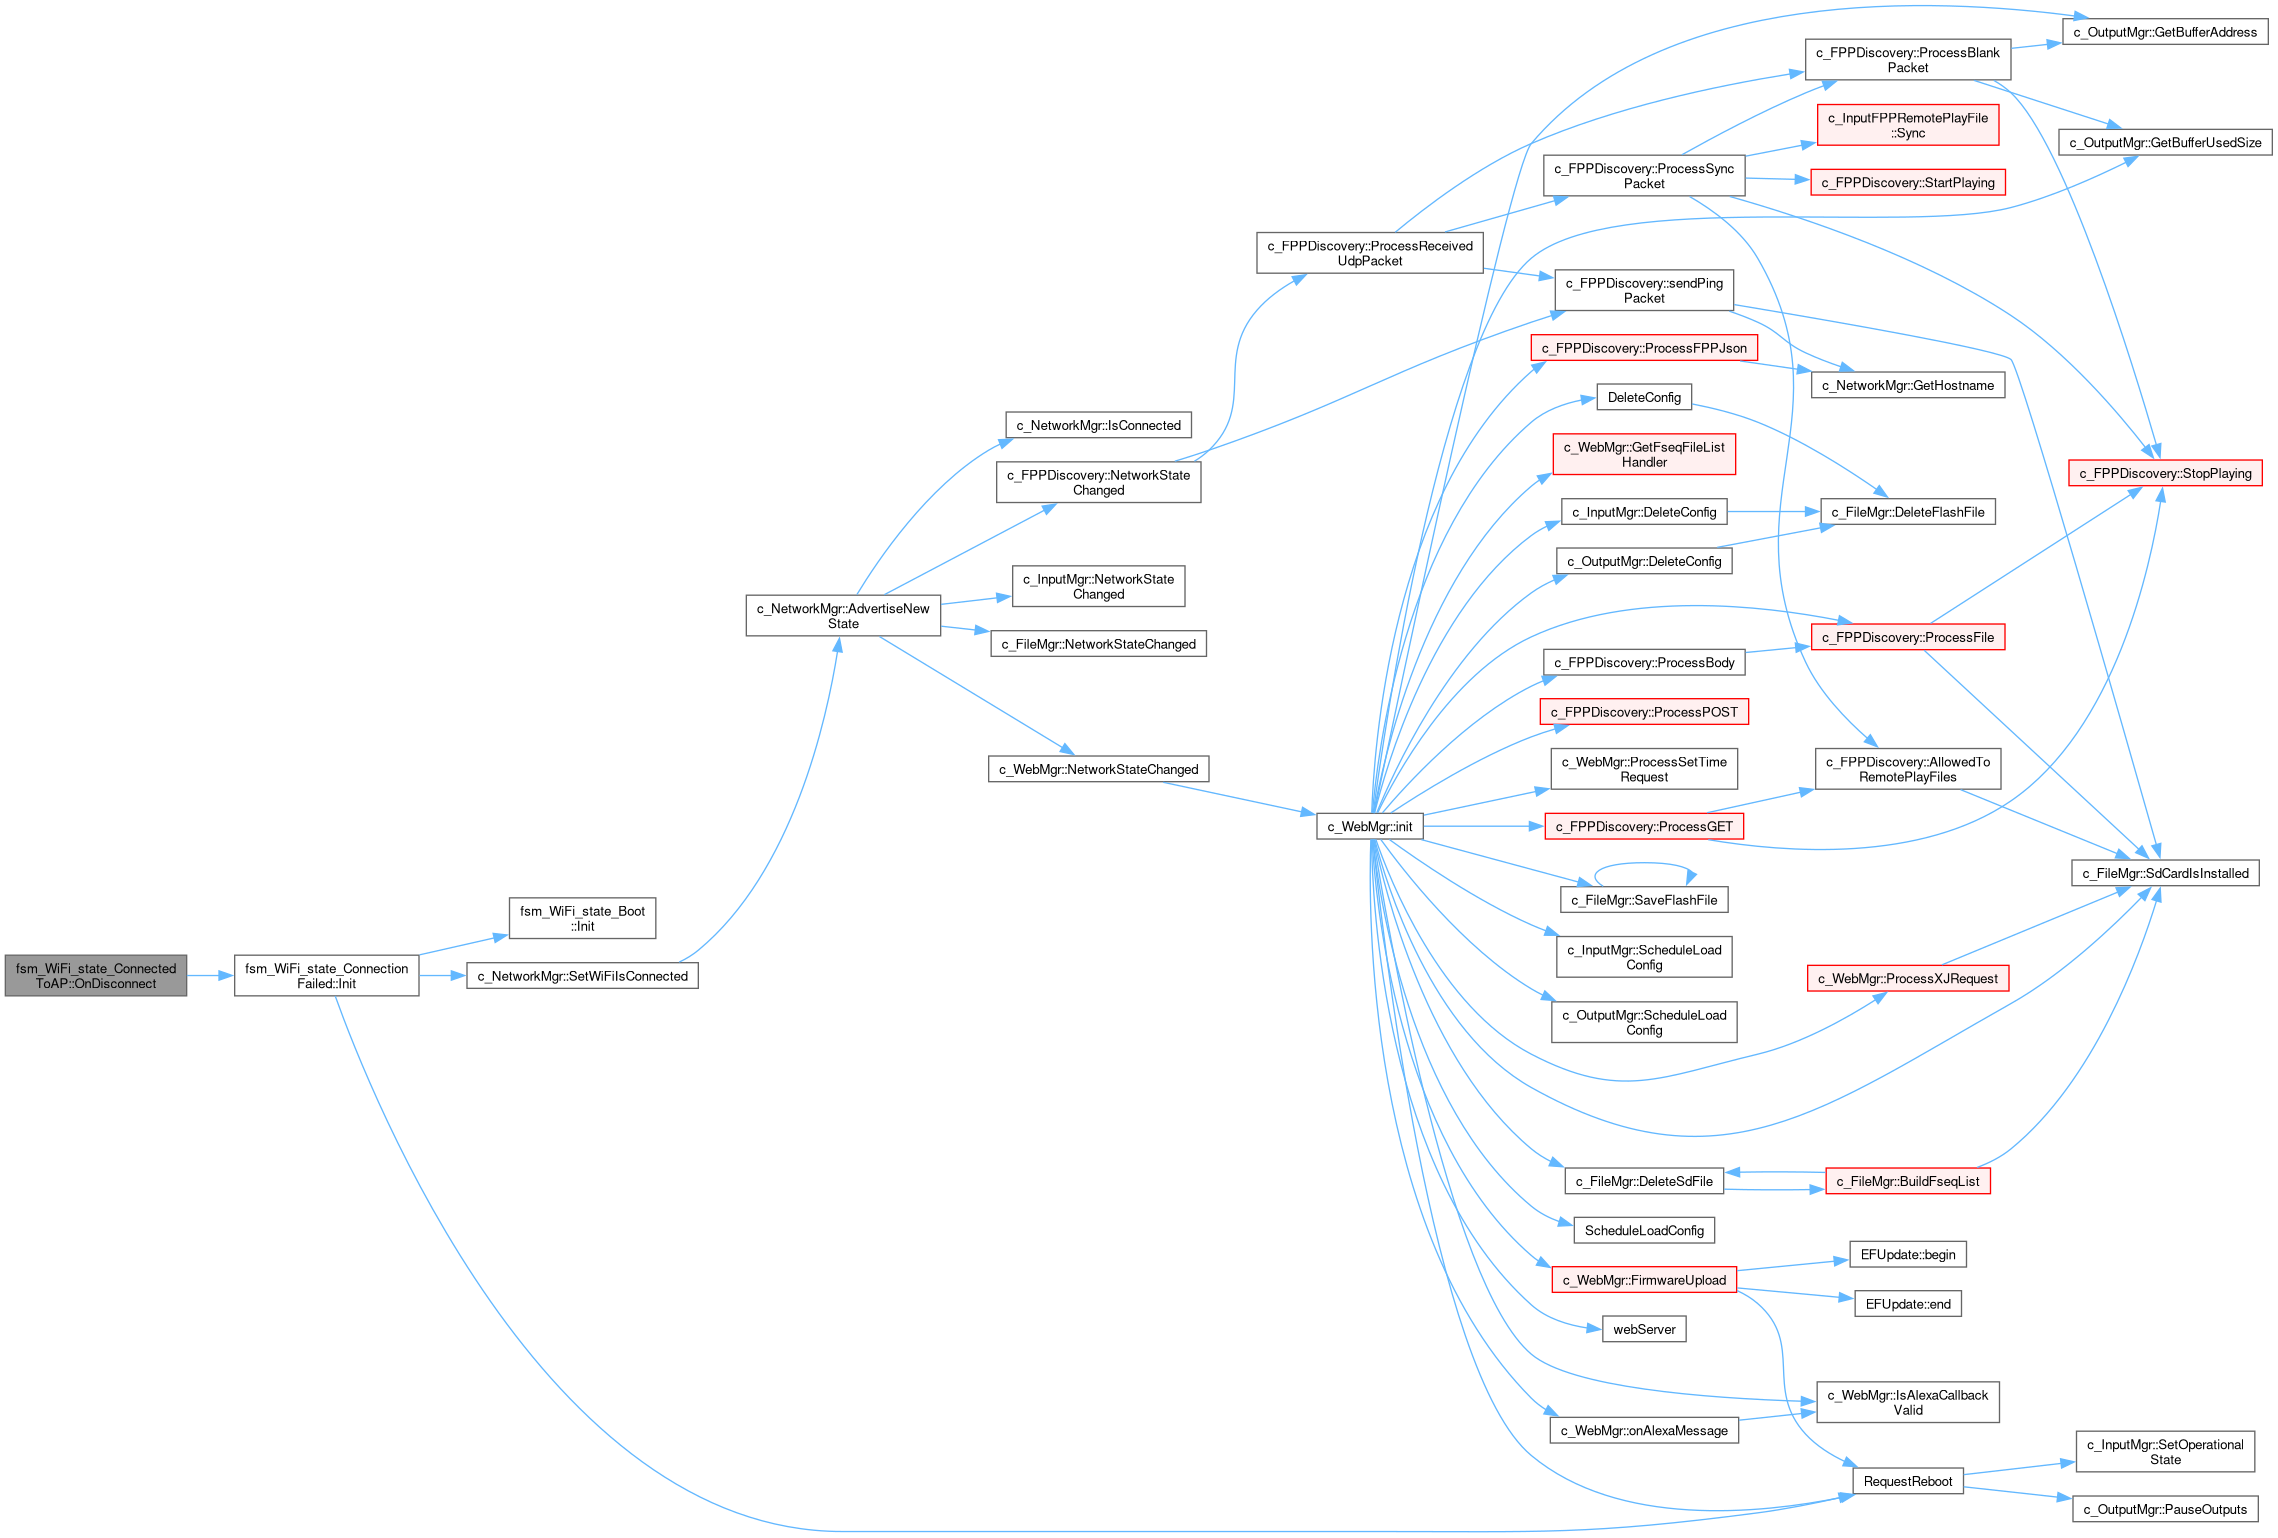 fsm_WiFi_state_Connected
ToAP::OnDisconnect
fsm_WiFi_state_Connection
Failed::Init
fsm_WiFi_state_Boot
::Init
c_NetworkMgr::SetWiFiIsConnected
c_NetworkMgr::AdvertiseNew
State
c_NetworkMgr::IsConnected
c_FPPDiscovery::NetworkState
Changed
c_InputMgr::NetworkState
Changed
c_FileMgr::NetworkStateChanged
c_WebMgr::NetworkStateChanged
c_FPPDiscovery::ProcessReceived
UdpPacket
c_WebMgr::init
c_FPPDiscovery::ProcessSync
Packet
c_FPPDiscovery::sendPing
Packet
c_FPPDiscovery::ProcessFPPJson
DeleteConfig
c_WebMgr::GetFseqFileList
Handler
c_InputMgr::DeleteConfig
c_OutputMgr::DeleteConfig
c_FPPDiscovery::ProcessBody
c_FPPDiscovery::ProcessPOST
c_WebMgr::ProcessSetTime
Request
c_FPPDiscovery::ProcessGET
c_FileMgr::SaveFlashFile
c_InputMgr::ScheduleLoad
Config
c_OutputMgr::ScheduleLoad
Config
c_FileMgr::DeleteSdFile
ScheduleLoadConfig
c_WebMgr::FirmwareUpload
webServer
c_WebMgr::onAlexaMessage
c_FPPDiscovery::ProcessBlank
Packet
c_InputFPPRemotePlayFile
::Sync
c_FPPDiscovery::StartPlaying
c_NetworkMgr::GetHostname
c_FileMgr::DeleteFlashFile
c_FPPDiscovery::ProcessFile
c_FPPDiscovery::AllowedTo
RemotePlayFiles
c_WebMgr::ProcessXJRequest
c_FileMgr::BuildFseqList
EFUpdate::begin
EFUpdate::end
c_WebMgr::IsAlexaCallback
Valid
RequestReboot
c_OutputMgr::GetBufferAddress
c_OutputMgr::GetBufferUsedSize
c_FPPDiscovery::StopPlaying
c_FileMgr::SdCardIsInstalled
c_InputMgr::SetOperational
State
c_OutputMgr::PauseOutputs